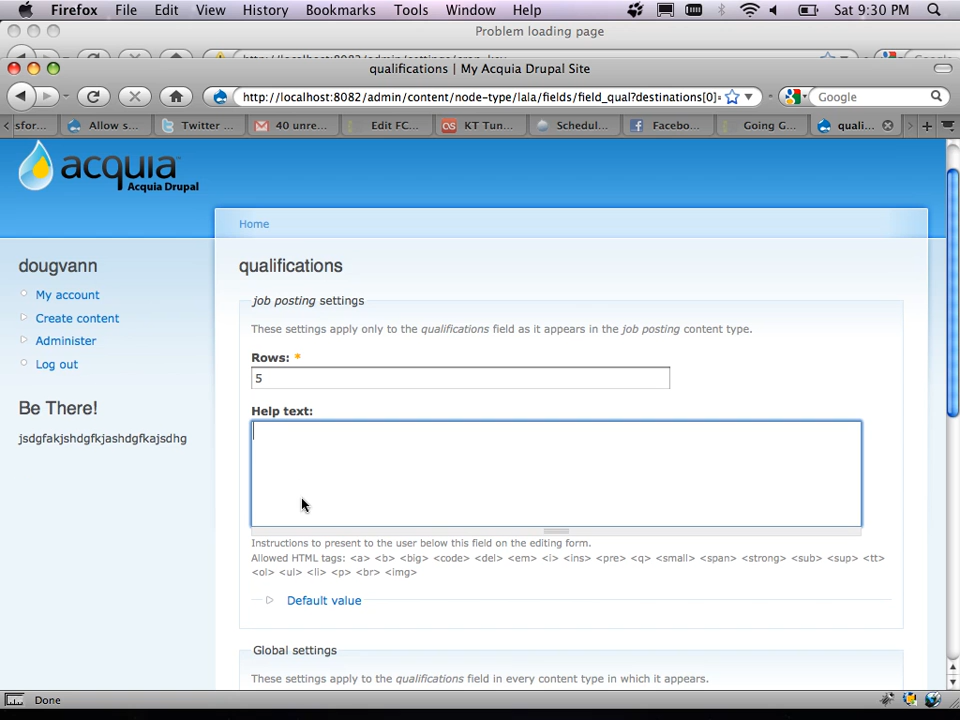 Firefox File Edit View History Bookmarks Tools Window Help Sat 9:30 PM
Problem loading page
qualifications | My Acquia Drupal Site
http://localhost:8082/admin/content/node-type/lala/fields/field_qual?destinations[0]= Google
sfor... Allow s... Twitter ... 40 unre... Edit FC... KT Tun... Schedul... Facebo... Going G... quali...
acquia
Acquia Drupal
Home
dougvann
My account
Create content
Administer
Log out
Be There!
jsdgfakjshdgfkjashdgfkajsdhg
qualifications
job posting settings
These settings apply only to the qualifications field as it appears in the job posting content type.
Rows: *
5
Help text:
Instructions to present to the user below this field on the editing form.
Allowed HTML tags: <a> <b> <big> <code> <del> <em> <i> <ins> <pre> <q> <small> <span> <strong> <sub> <sup> <tt>
<ol> <ul> <li> <p> <br> <img>
Default value
Global settings
These settings apply to the qualifications field in every content type in which it appears.
Done